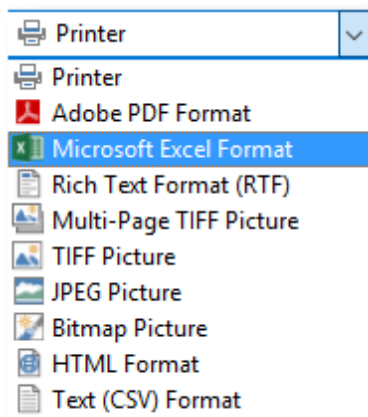 Printer
Printer
Adobe PDF Format
Microsoft Excel Format
Rich Text Format (RTF)
Multi-Page TIFF Picture
TIFF Picture
JPEG Picture
Bitmap Picture
HTML Format
Text (CSV) Format